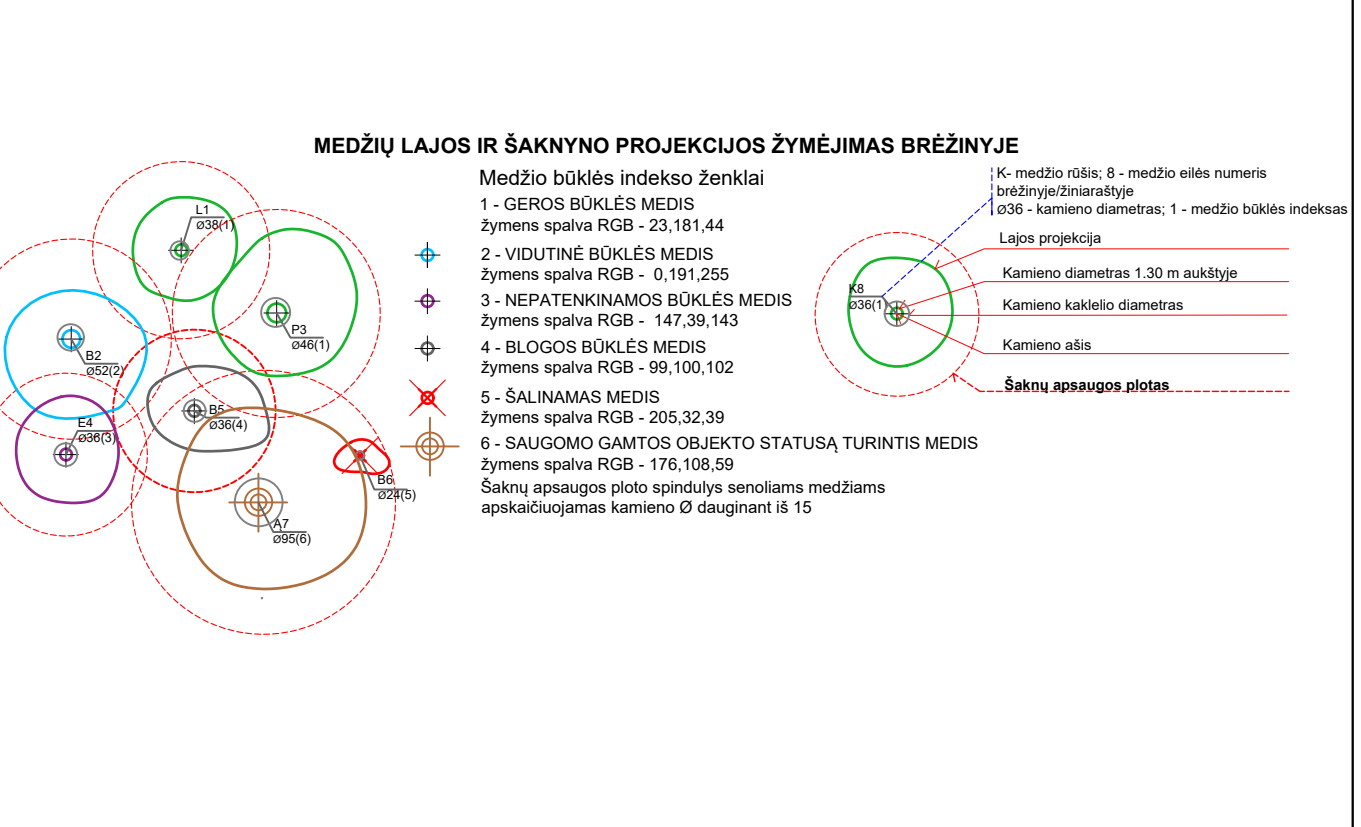 MEDŽIŲ LAJOS IR ŠAKNYNO PROJEKCIJOS ŽYMĖJIMAS BRĖŽINYJE
Medžio būklės indekso ženklai
1 - GEROS BŪKLĖS MEDIS
žymens spalva RGB - 23,181,44
2 - VIDUTINĖ BŪKLĖS MEDIS
žymens spalva RGB - 0,191,255
3 - NEPATENKINAMOS BŪKLĖS MEDIS
žymens spalva RGB - 147,39,143
4 - BLOGOS BŪKLĖS MEDIS
žymens spalva RGB - 99,100,102
5 - ŠALINAMAS MEDIS
žymens spalva RGB - 205,32,39
6 - SAUGOMO GAMTOS OBJEKTO STATUSĄ TURINTIS MEDIS
žymens spalva RGB - 176,108,59
Šaknų apsaugos ploto spindulys senoliams medžiams
apskaičiuojamas kamieno Ø dauginant iš 15
L1
Ø38(1)
P3
Ø46(1)
B2
Ø52(2)
B5
Ø36(4)
E4
Ø36(3)
B6
Ø24(5)
A7
Ø95(6)
K- medžio rūšis; 8 - medžio eilės numeris
brėžinyje/žiniaraštyje
Ø36 - kamieno diametras; 1 - medžio būklės indeksas
Lajos projekcija
Kamieno diametras 1.30 m aukštyje
Kamieno kaklelio diametras
Kamieno ašis
Šaknų apsaugos plotas
K8
Ø36(1